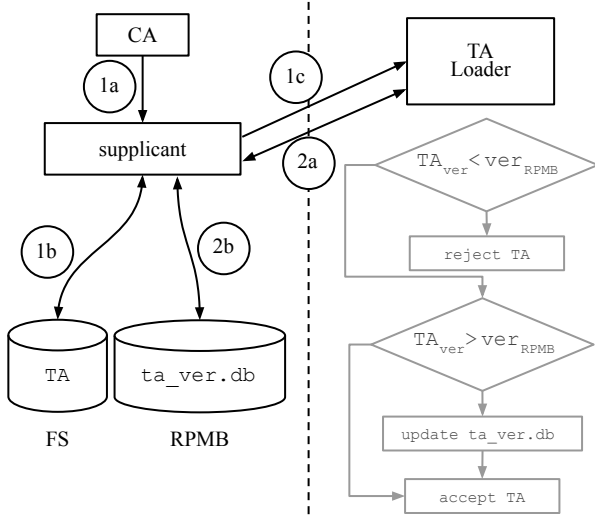 CA
1a
supplicant
1c
TA
Loader
2a
1b
2b
TA
ta_ver.db
FS
RPMB
TA_ver < ver_RPMB
reject TA
TA_ver > ver_RPMB
update ta_ver.db
accept TA